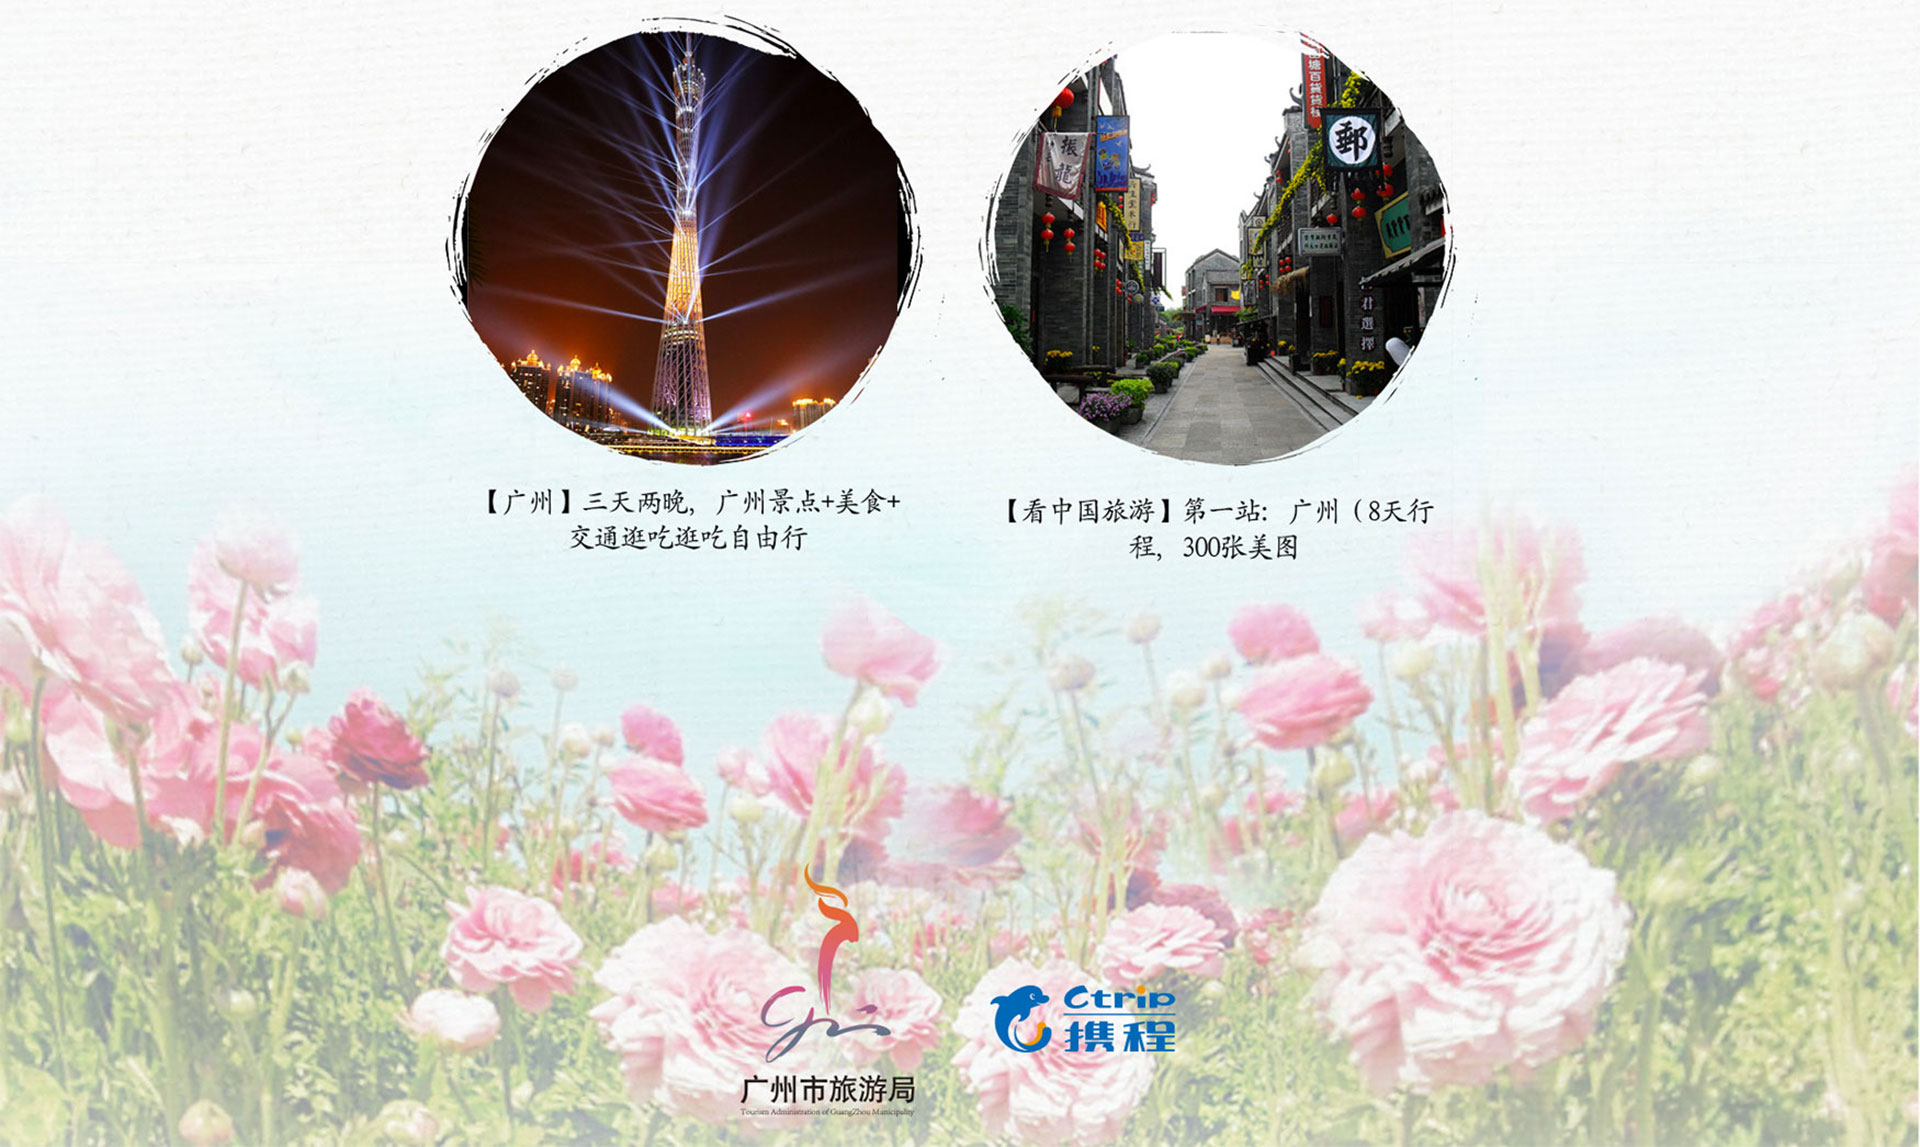 振
龍
郵
君
選
擇
【广州】三天两晚，广州景点+美食+
交通逛吃逛吃自由行
【看中国旅游】第一站：广州（8天行
程，300张美图
广州市旅游局
Tourism Administration of GuangZhou Municipality
Ctrip
携程